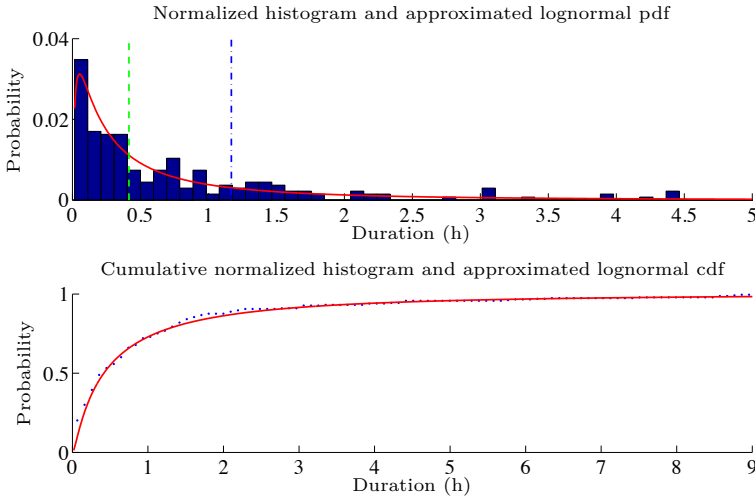 Normalized histogram and approximated lognormal pdf
0.04
0.02
0
Probability
0 0.5 1 1.5 2 2.5 3 3.5 4 4.5 5
Duration (h)
Cumulative normalized histogram and approximated lognormal cdf
1
0.5
0
Probability
0 1 2 3 4 5 6 7 8 9
Duration (h)